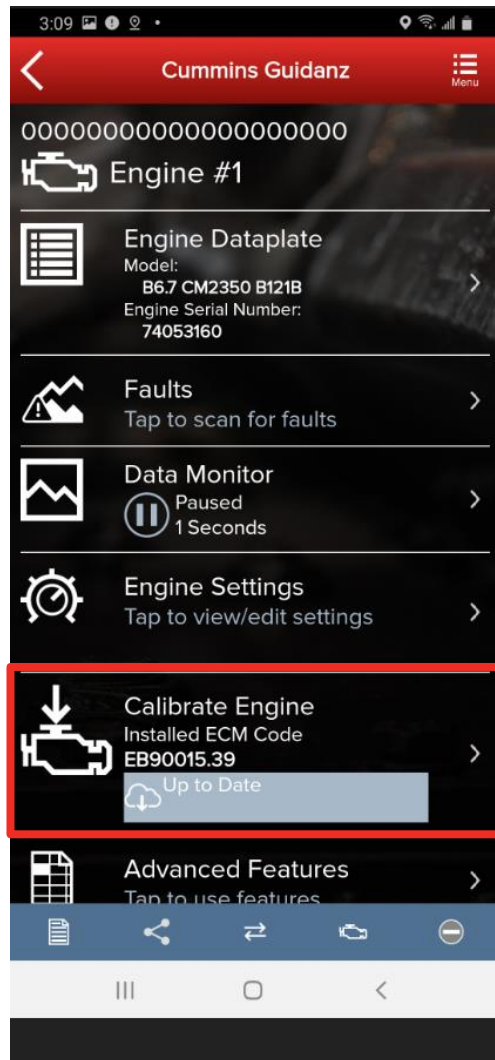 3:09
Cummins Guidanz
Menu
00000000000000000000
Engine #1
Engine Dataplate
Model:
B6.7 CM2350 B121B
Engine Serial Number:
74053160
Faults
Tap to scan for faults
Data Monitor
Paused
1 Seconds
Engine Settings
Tap to view/edit settings
Calibrate Engine
Installed ECM Code
EB90015.39
Up to Date
Advanced Features
Tap to use features